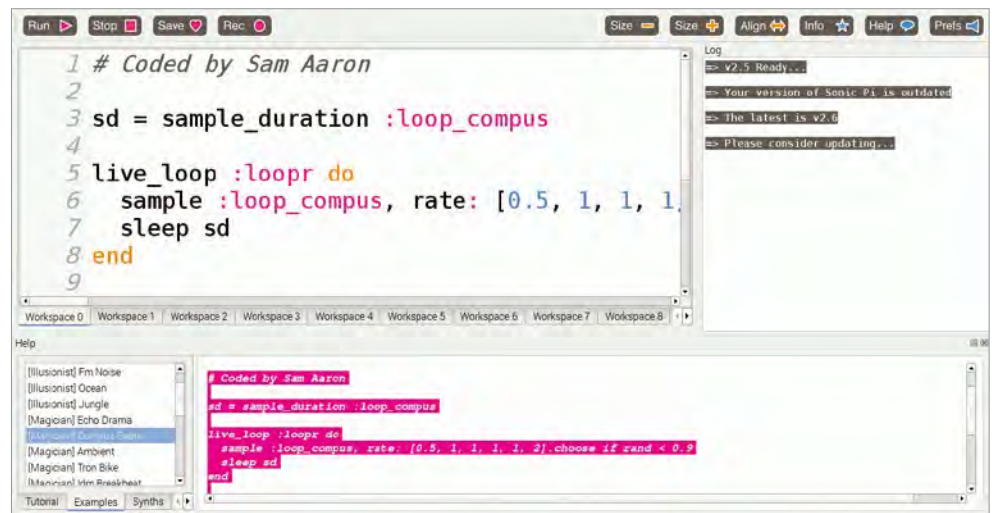 Run Stop Save Rec Size Size Align Info Help Prefs
1 # Coded by Sam Aaron
2
3 sd = sample_duration :loop_compus
4
5 live_loop :loopr do
6 sample :loop_compus, rate: [0.5, 1, 1, 1,
7 sleep sd
8 end
9
Log
=> v2.5 Ready...
=> Your version of Sonic Pi is outdated
=> The latest is v2.6
=> Please consider updating...
Workspace 0 Workspace 1 Workspace 2 Workspace 3 Workspace 4 Workspace 5 Workspace 6 Workspace 7 Workspace 8
Help
[Illusionist] Fm Noise
[Illusionist] Ocean
[Illusionist] Jungle
[Magician] Echo Drama
[Magician] Ambient
[Magician] Tron Bike
[Magician] Idm Breakbeat
Tutorial Examples Synths
# Coded by Sam Aaron
sd = sample_duration :loop_compus
live_loop :loopr do
sample :loop_compus, rate: [0.5, 1, 1, 1, 1, 2].choose if rand < 0.9
sleep sd
end